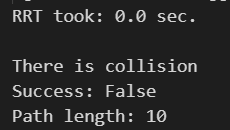 RRT took: 0.0 sec.
There is collision
Success: False
Path length: 10